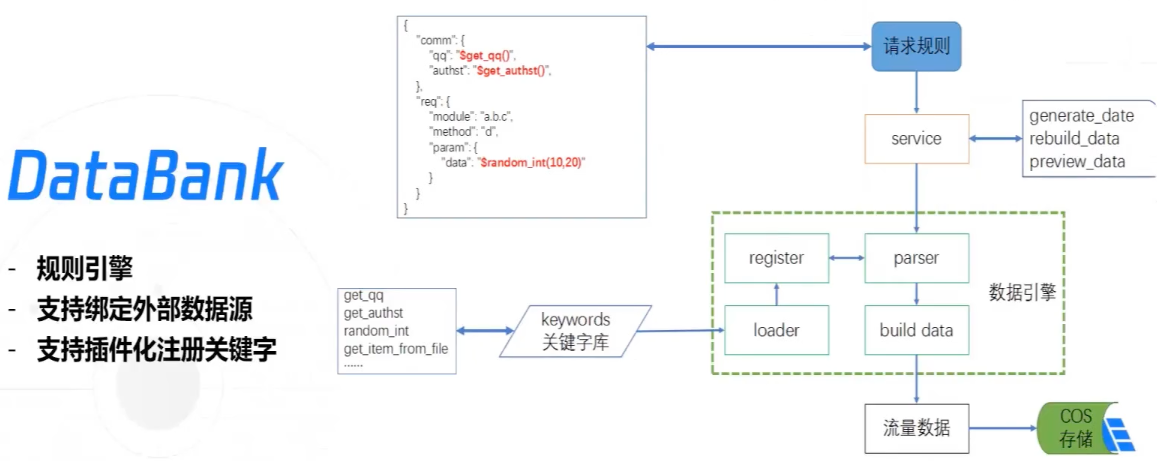 DataBank
- 规则引擎
- 支持绑定外部数据源
- 支持插件化注册关键字
{
"comm": {
"qq": "$get_qq()",
"authst": "$get_authst()",
},
"req": {
"module": "a.b.c",
"method": "d",
"param": {
"data": "$random_int(10,20)"
}
}
}
请求规则
service
generate_date
rebuild_data
preview_data
register
parser
数据引擎
get_qq
get_authst
random_int
get_item_from_file
......
keywords
关键字库
loader
build data
流量数据
COS
存储